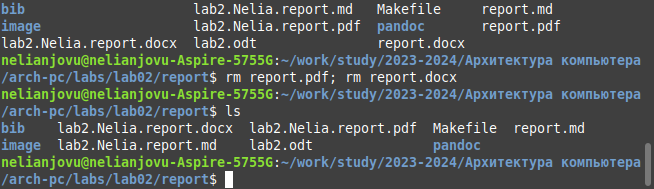 bib                    lab2.Nelia.report.md   Makefile     report.md
image                  lab2.Nelia.report.pdf  pandoc       report.pdf
lab2.Nelia.report.docx  lab2.odt               report.docx
nelianjovu@nelianjovu-Aspire-5755G:~/work/study/2023-2024/Архитектура компьютера
/arch-pc/labs/lab02/report$ rm report.pdf; rm report.docx
nelianjovu@nelianjovu-Aspire-5755G:~/work/study/2023-2024/Архитектура компьютера
/arch-pc/labs/lab02/report$ ls
bib    lab2.Nelia.report.docx  lab2.Nelia.report.pdf  Makefile  report.md
image  lab2.Nelia.report.md    lab2.odt               pandoc
nelianjovu@nelianjovu-Aspire-5755G:~/work/study/2023-2024/Архитектура компьютера
/arch-pc/labs/lab02/report$